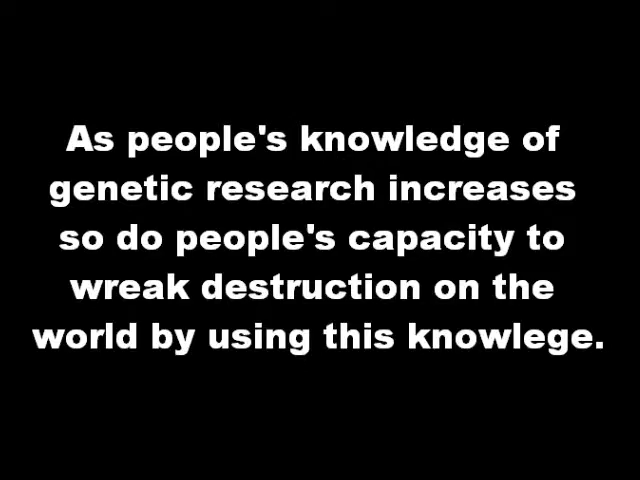 As people's knowledge of
genetic research increases
so do people's capacity to
wreak destruction on the
world by using this knowlege.